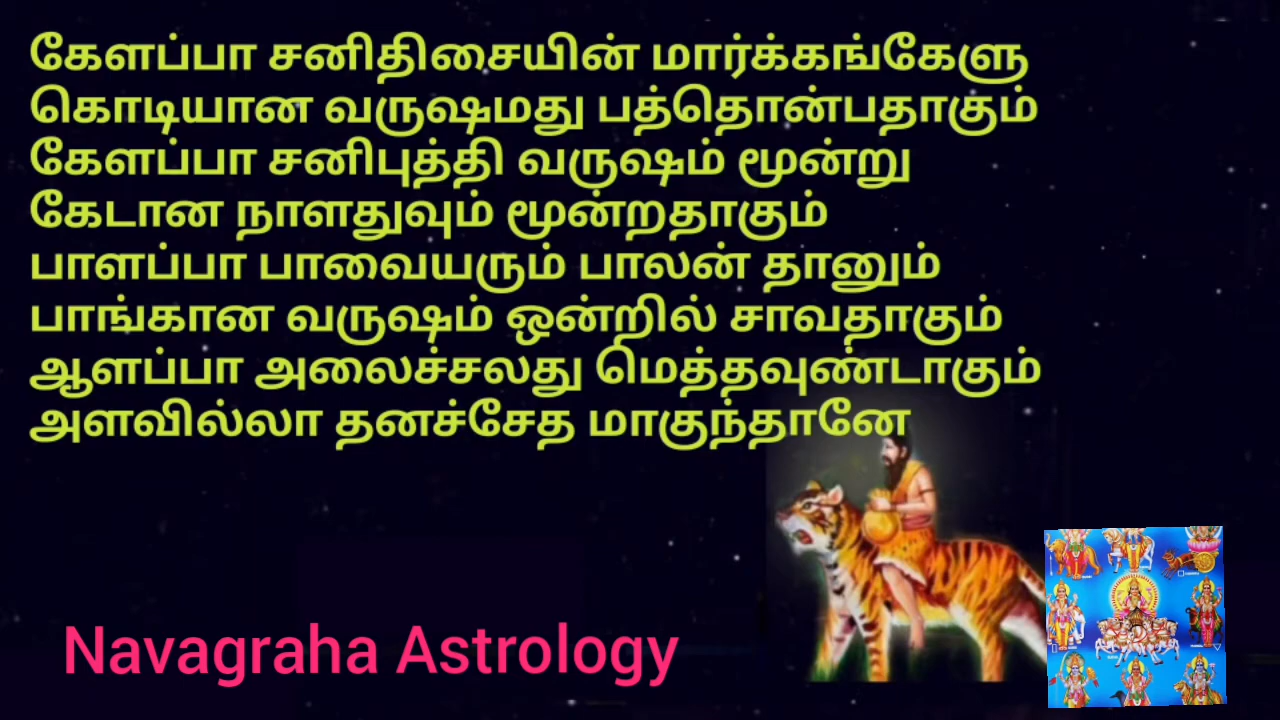 கேளப்பா சனிதிசையின் மார்க்கங்கேளு
கொடியான வருஷமது பத்தொன்பதாகும்
கேளப்பா சனிபுத்தி வருஷம் மூன்று
கேடான நாளதுவும் மூன்றதாகும்
பாளப்பா பாவையரும் பாலன் தானும்
பாங்கான வருஷம் ஒன்றில் சாவதாகும்
ஆளப்பா அலைச்சலது மெத்தவுண்டாகும்
அளவில்லா தனச்சேத மாகுந்தானே
Navagraha Astrology